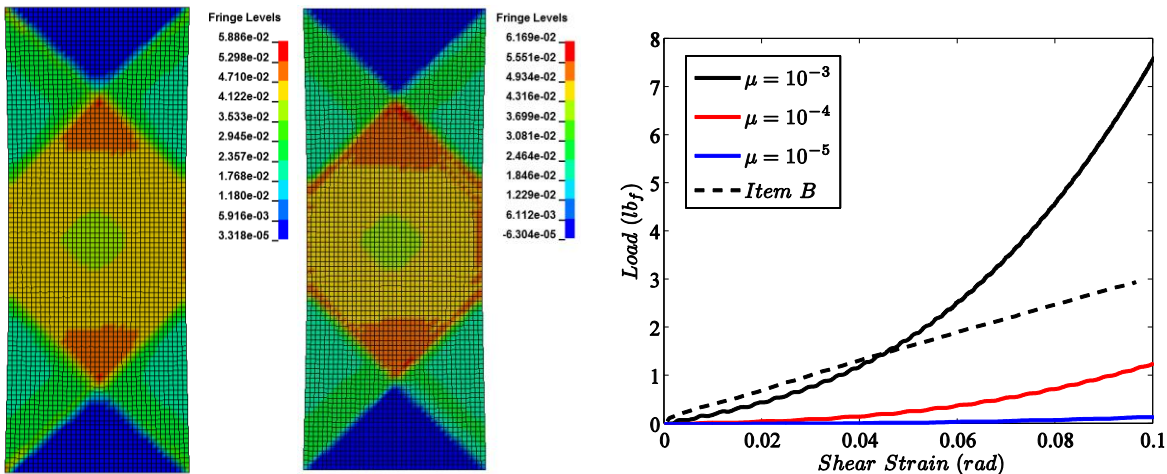 Fringe Levels
5.886e-02
5.298e-02
4.710e-02
4.122e-02
3.533e-02
2.945e-02
2.357e-02
1.768e-02
1.180e-02
5.916e-03
3.318e-05
Fringe Levels
6.169e-02
5.551e-02
4.934e-02
4.316e-02
3.699e-02
3.081e-02
2.464e-02
1.846e-02
1.229e-02
6.112e-03
-6.304e-05
8
7
6
5
4
3
2
1
0
Load (lb_f)
μ = 10⁻³
μ = 10⁻⁴
μ = 10⁻⁵
Item B
0 0.02 0.04 0.06 0.08 0.1
Shear Strain (rad)